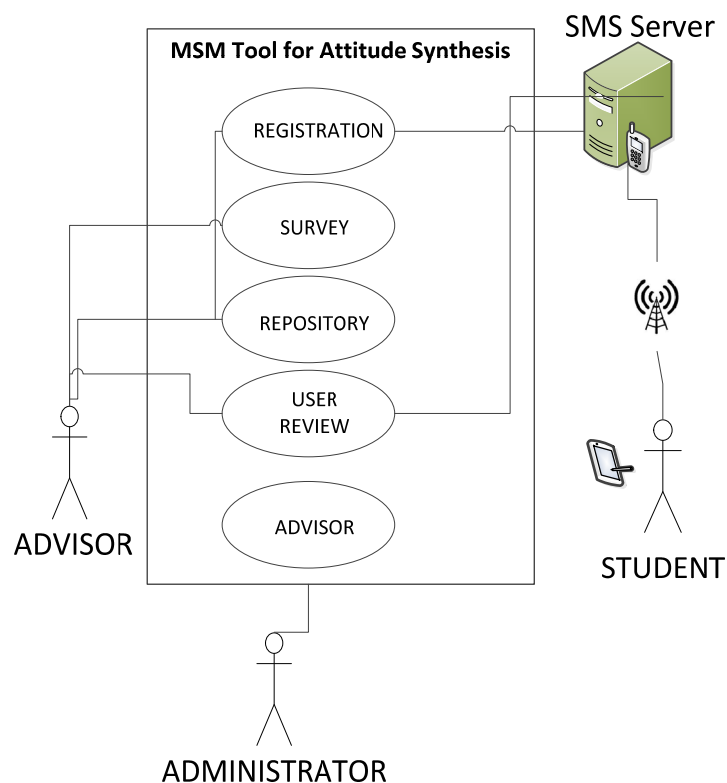 SMS Server
MSM Tool for Attitude Synthesis
REGISTRATION
SURVEY
REPOSITORY
USER
REVIEW
ADVISOR
ADVISOR
STUDENT
ADMINISTRATOR